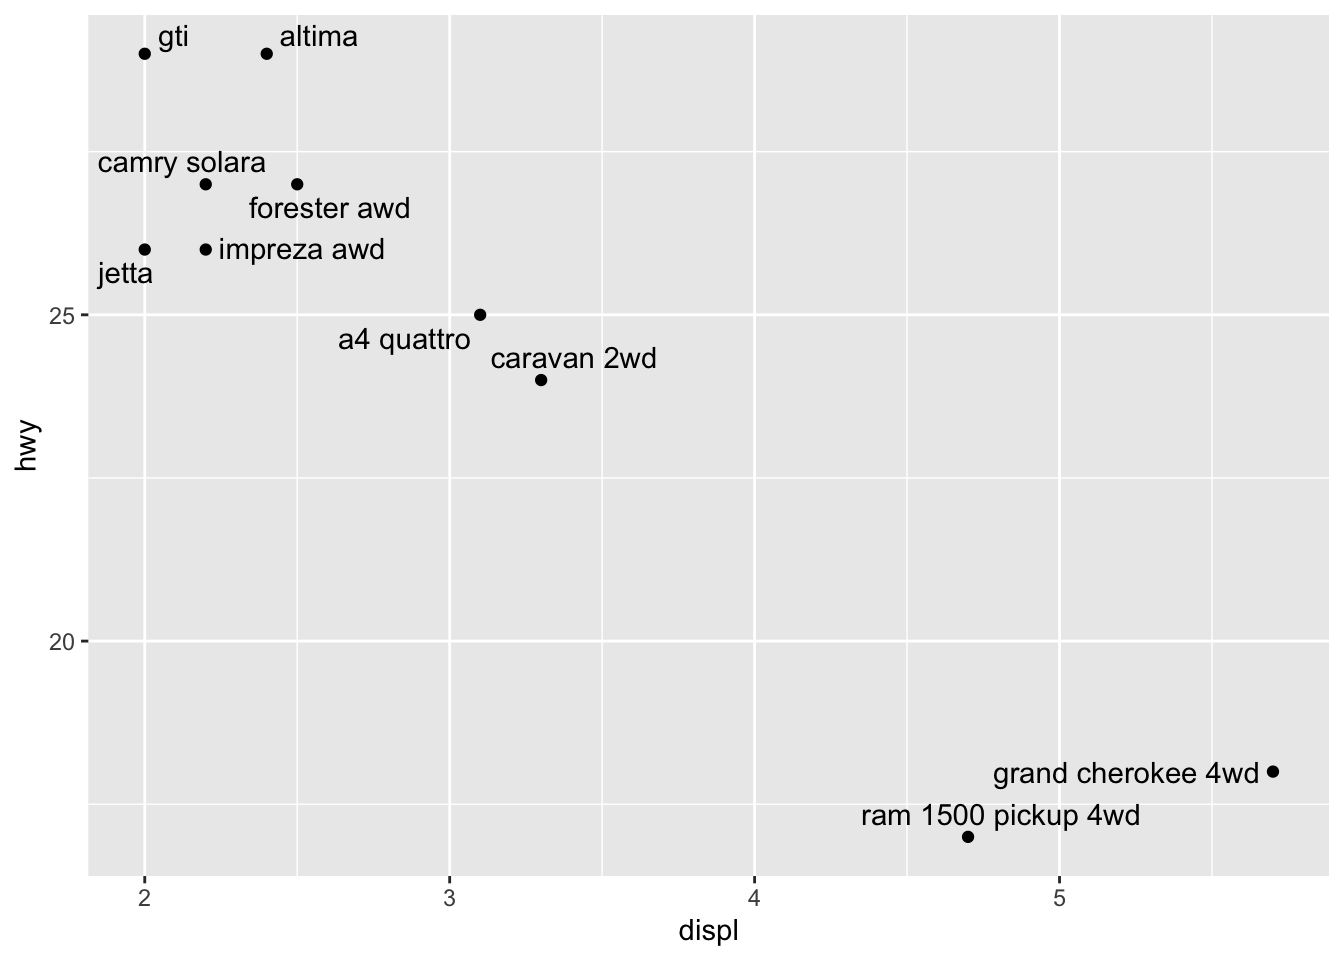 gti
altima
camry solara
forester awd
impreza awd
jetta
25
a4 quattro
caravan 2wd
hwy
20
grand cherokee 4wd
ram 1500 pickup 4wd
2
3
4
5
displ